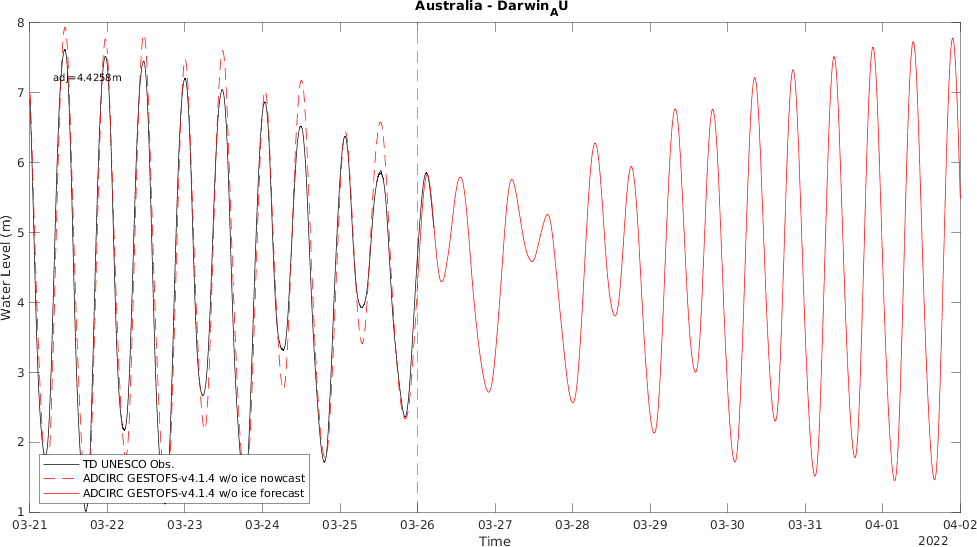 Australia - Darwin_AU
8
7
6
5
4
3
2
1
Water Level (m)
adj=4.4258m
TD UNESCO Obs.
ADCIRC GESTOFS-v4.1.4 w/o ice nowcast
ADCIRC GESTOFS-v4.1.4 w/o ice forecast
03-21 03-22 03-23 03-24 03-25 03-26 03-27 03-28 03-29 03-30 03-31 04-01 04-02
Time
2022